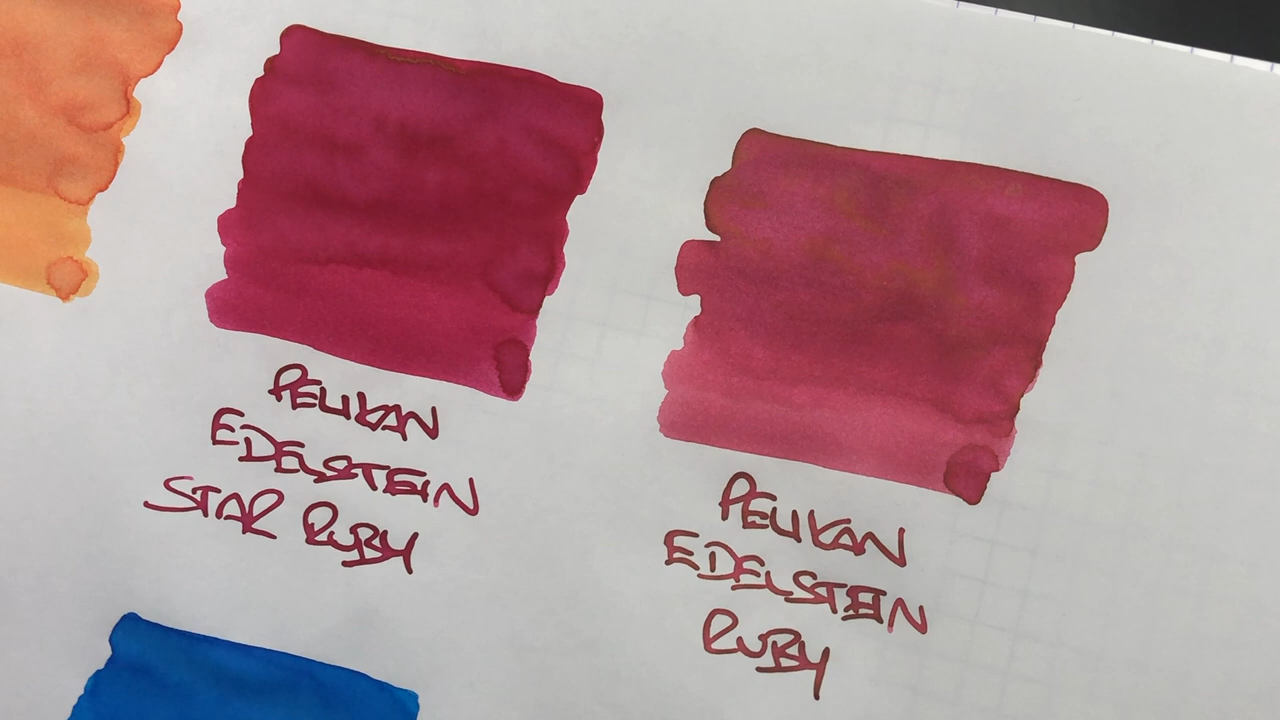 PELIKAN
EDELSTEIN
STAR RUBY
PELIKAN
EDELSTEIN
RUBY